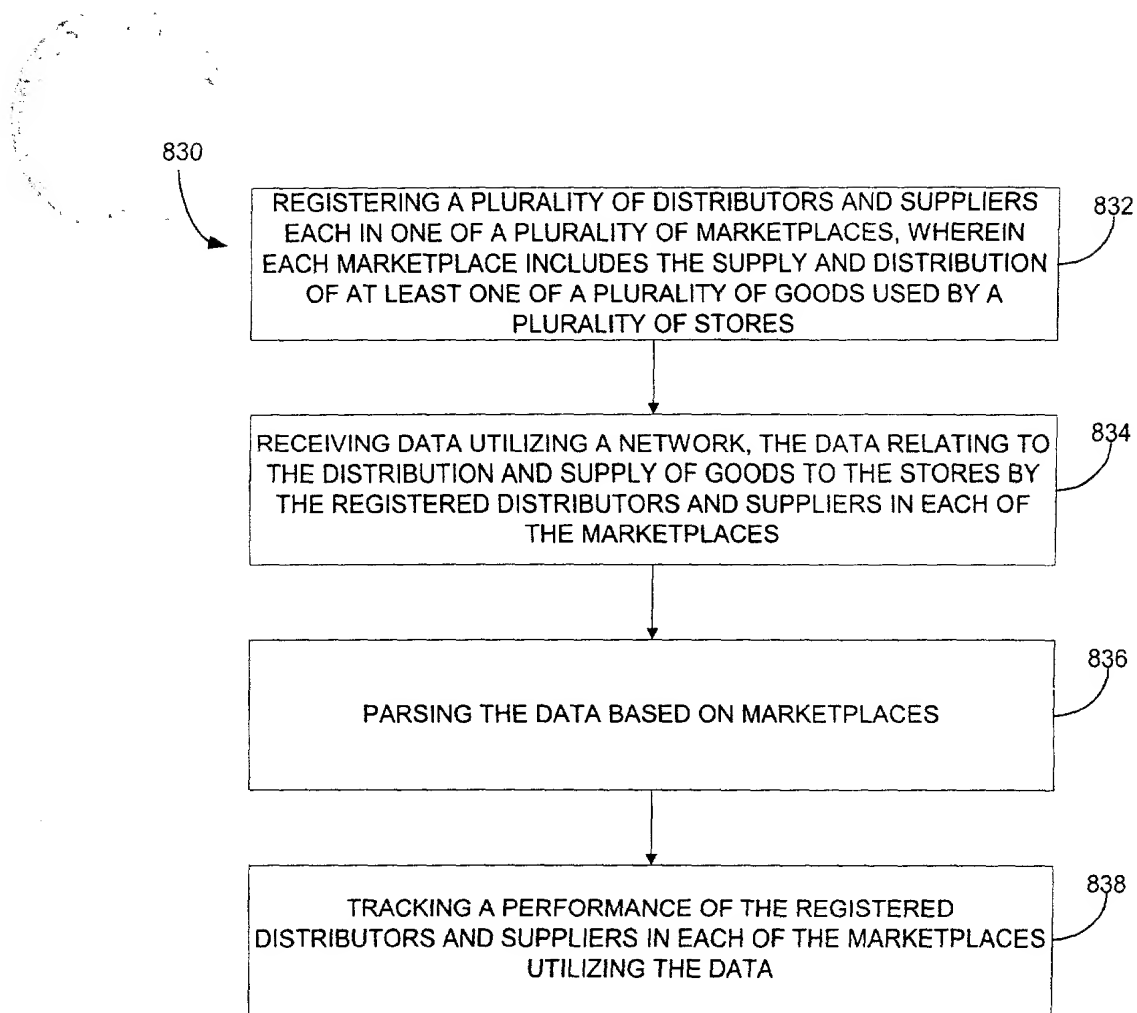 830
REGISTERING A PLURALITY OF DISTRIBUTORS AND SUPPLIERS
EACH IN ONE OF A PLURALITY OF MARKETPLACES, WHEREIN
EACH MARKETPLACE INCLUDES THE SUPPLY AND DISTRIBUTION
OF AT LEAST ONE OF A PLURALITY OF GOODS USED BY A
PLURALITY OF STORES
832
RECEIVING DATA UTILIZING A NETWORK, THE DATA RELATING TO
THE DISTRIBUTION AND SUPPLY OF GOODS TO THE STORES BY
THE REGISTERED DISTRIBUTORS AND SUPPLIERS IN EACH OF
THE MARKETPLACES
834
PARSING THE DATA BASED ON MARKETPLACES
836
TRACKING A PERFORMANCE OF THE REGISTERED
DISTRIBUTORS AND SUPPLIERS IN EACH OF THE MARKETPLACES
UTILIZING THE DATA
838